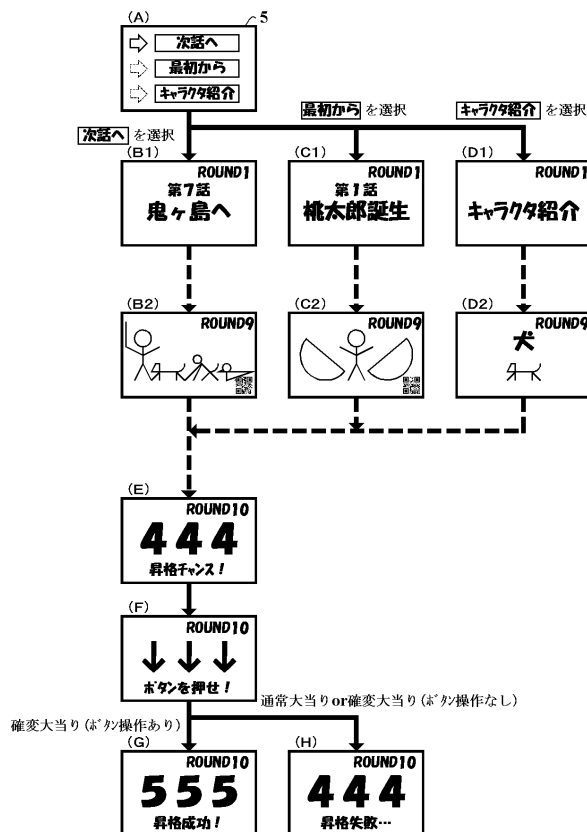 (A)
5
次話へ
最初から
キャラクタ紹介
次話へ を選択
最初から を選択
キャラクタ紹介 を選択
(B1)
ROUND1
第7話
鬼ヶ島へ
(C1)
ROUND1
第1話
桃太郎誕生
(D1)
ROUND1
キャラクタ紹介
(B2)
ROUND9
(C2)
ROUND9
(D2)
ROUND9
犬
(E)
ROUND10
444
昇格チャンス!
(F)
ROUND10
↓↓↓
ボタンを押せ!
確変大当り(ボタン操作あり)
通常大当りor確変大当り(ボタン操作なし)
(G)
ROUND10
555
昇格成功!
(H)
ROUND10
444
昇格失敗…